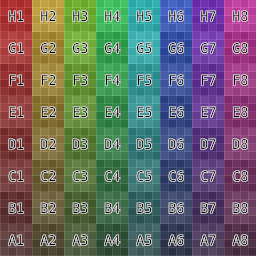 H1 H2 H3 H4 H5 H6 H7 H8
G1 G2 G3 G4 G5 G6 G7 G8
F1 F2 F3 F4 F5 F6 F7 F8
E1 E2 E3 E4 E5 E6 E7 E8
D1 D2 D3 D4 D5 D6 D7 D8
C1 C2 C3 C4 C5 C6 C7 C8
B1 B2 B3 B4 B5 B6 B7 B8
A1 A2 A3 A4 A5 A6 A7 A8